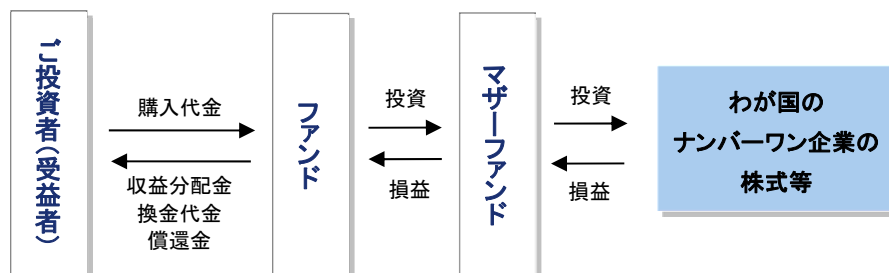 ご投資者(受益者)
購入代金
収益分配金
換金代金
償還金
ファンド
投資
損益
マザーファンド
投資
損益
わが国の
ナンバーワン企業の
株式等